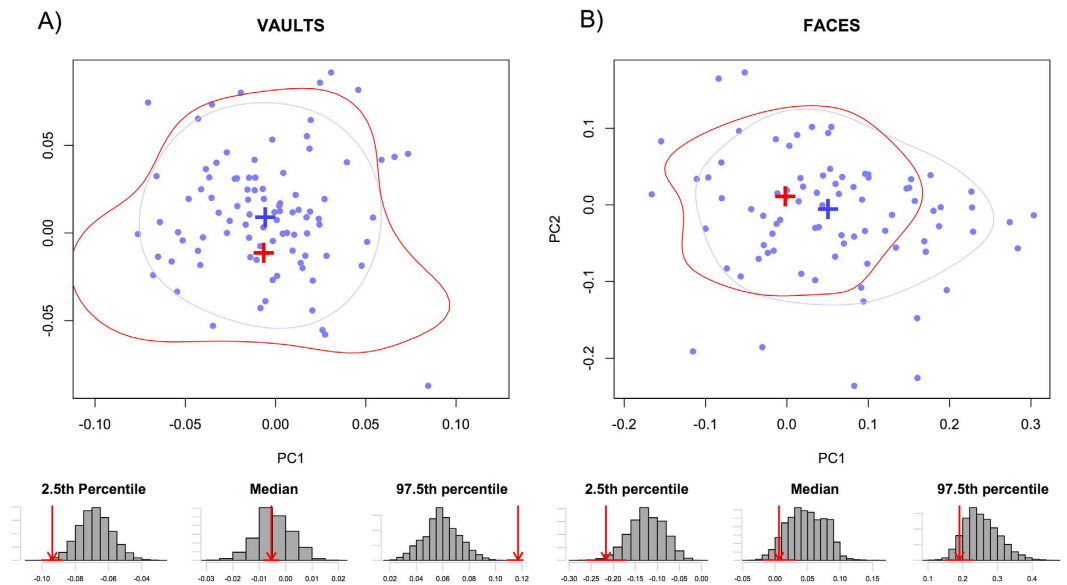 A)
VAULTS
0.05
0.00
-0.05
-0.10
-0.05
0.00
0.05
0.10
PC1
B)
FACES
PC2
0.1
0.0
-0.1
-0.2
-0.2
-0.1
0.0
0.1
0.2
0.3
PC1
2.5th Percentile
Median
97.5th percentile
2.5th percentile
Median
97.5th percentile
-0.10 -0.08 -0.06 -0.04
-0.03 -0.02 -0.01 0.00 0.01 0.02
0.02 0.04 0.06 0.08 0.10 0.12
-0.30 -0.25 -0.20 -0.15 -0.10 -0.05 0.00
-0.05 0.00 0.05 0.10 0.15
0.1 0.2 0.3 0.4